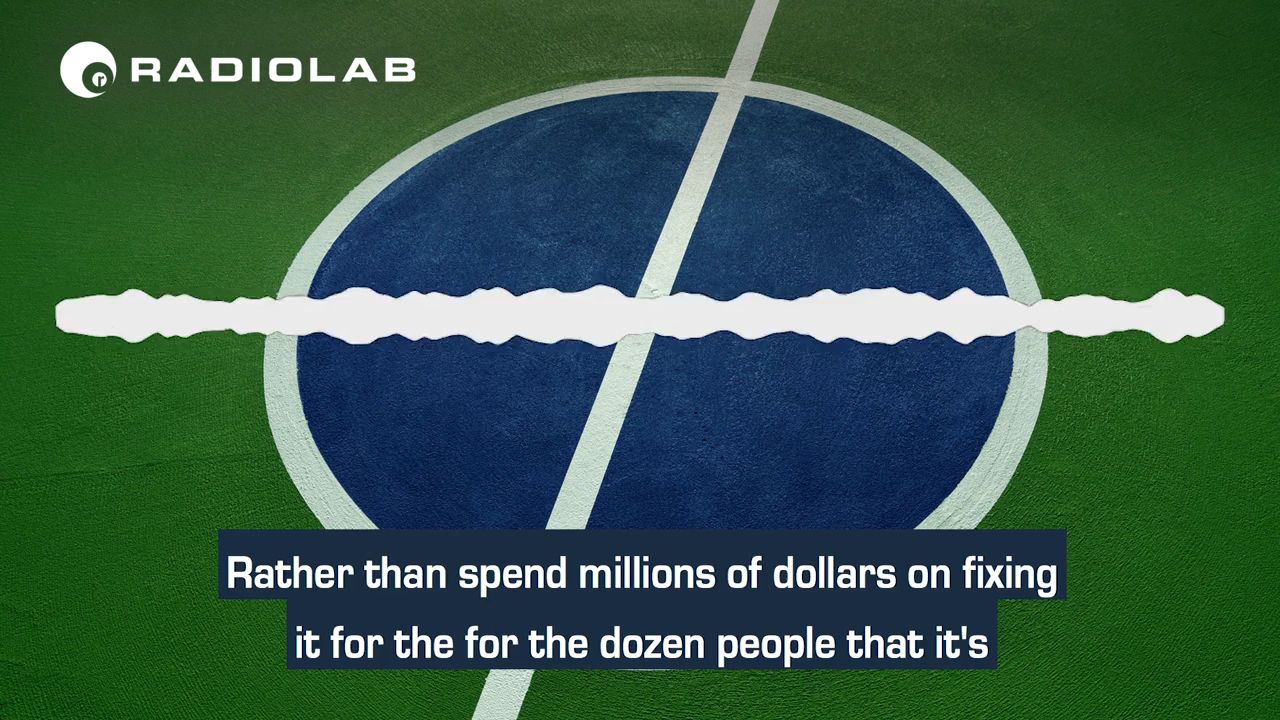 RADIOLAB
Rather than spend millions of dollars on fixing
it for the for the dozen people that it's